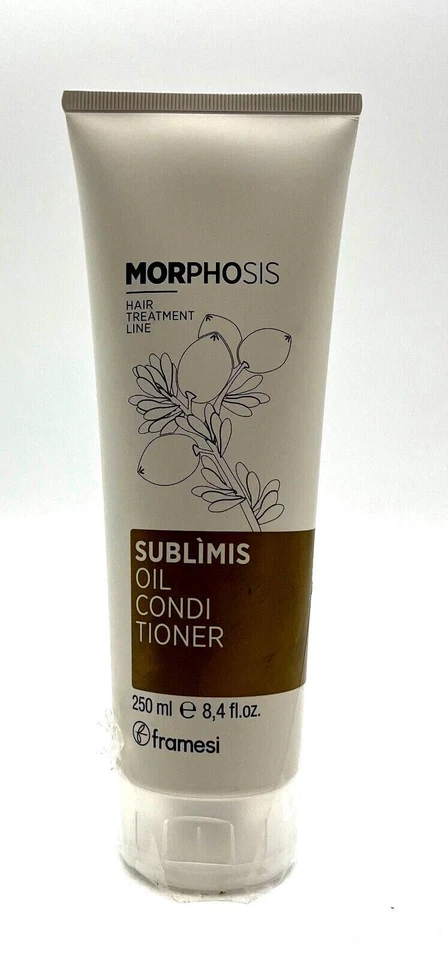 MORPHOSIS
HAIR
TREATMENT
LINE
SUBLÌMIS
OIL
CONDI
TIONER
250 ml ℮ 8,4 fl.oz.
framesi